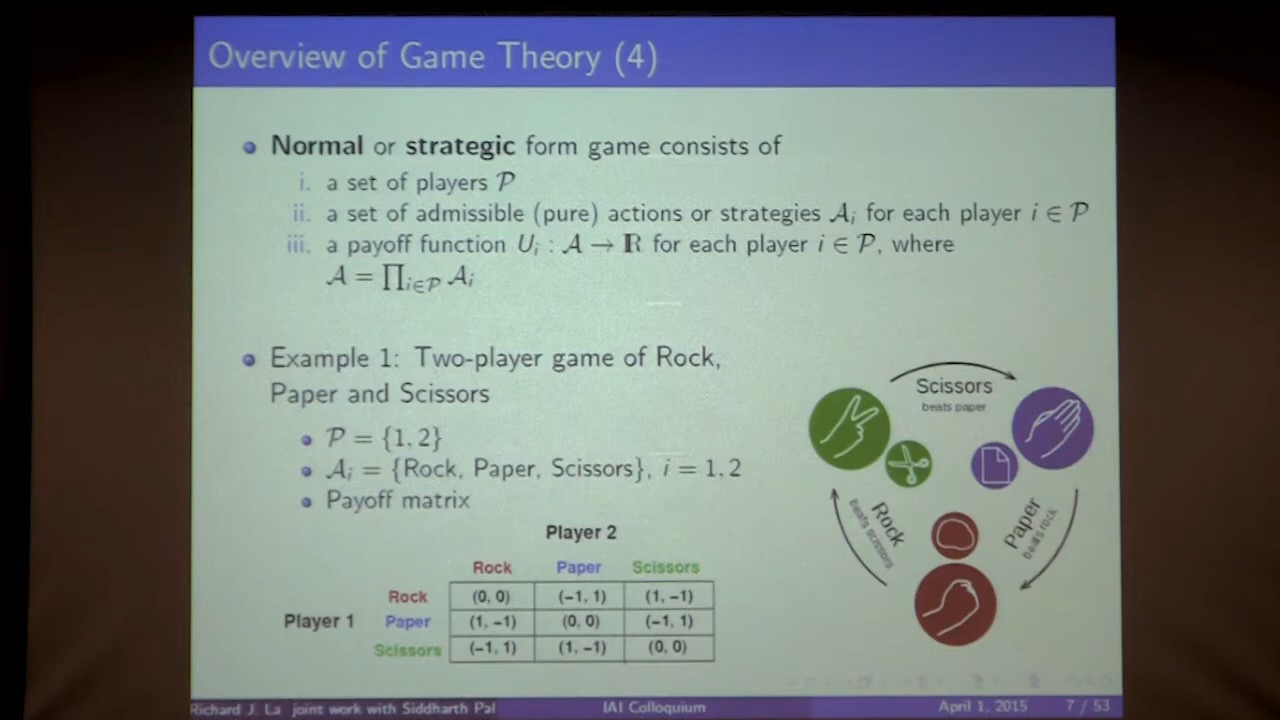 Overview of Game Theory (4)
Normal or strategic form game consists of
i. a set of players P
ii. a set of admissible (pure) actions or strategies A_i for each player i ∈ P
iii. a payoff function U_i : A → ℝ for each player i ∈ P, where
A = ∏_{i∈P} A_i
Example 1: Two-player game of Rock,
Paper and Scissors
P = {1, 2}
A_i = {Rock, Paper, Scissors}, i = 1, 2
Payoff matrix
Player 2
Rock Paper Scissors
Rock (0, 0) (−1, 1) (1, −1)
Player 1 Paper (1, −1) (0, 0) (−1, 1)
Scissors (−1, 1) (1, −1) (0, 0)
Scissors
beats paper
Rock
beats scissors
Paper
beats rock
Richard J. La joint work with Siddharth Pal IAI Colloquium April 1, 2015 7 / 53